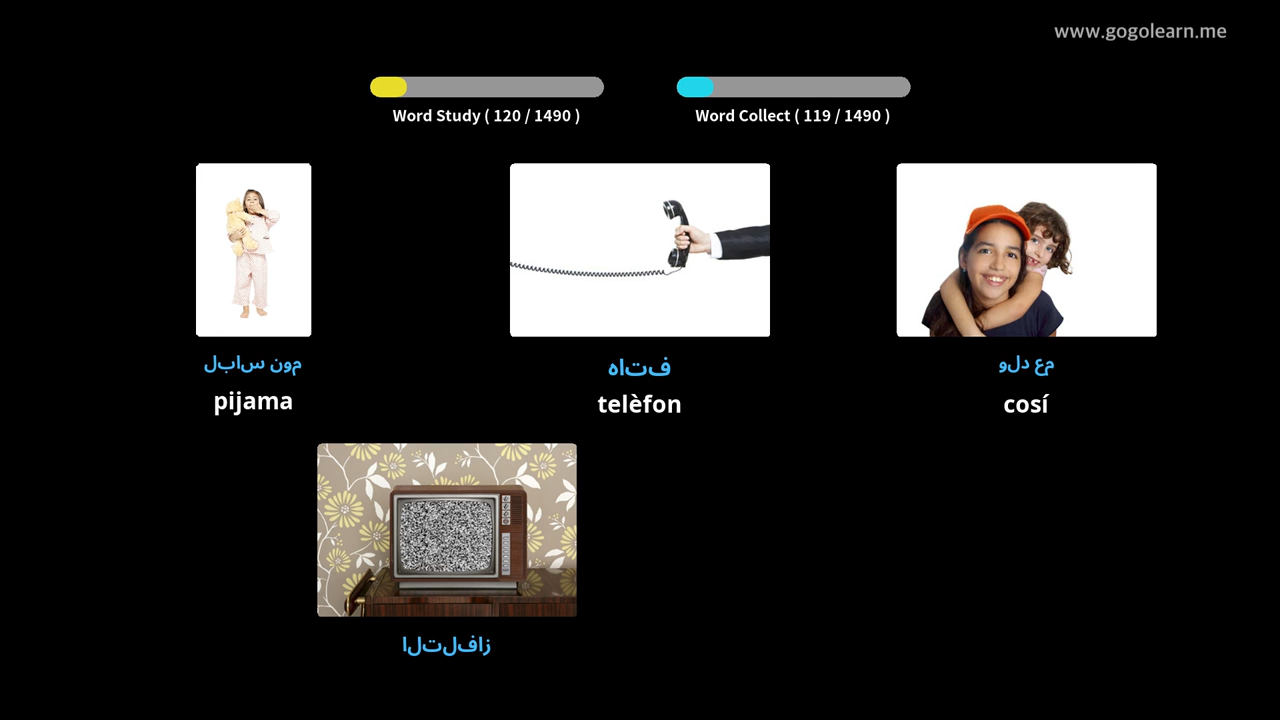 www.gogolearn.me
Word Study ( 120 / 1490 )
Word Collect ( 119 / 1490 )
لباس نوم
pijama
هاتف
telèfon
ولد عم
cosí
التلفاز